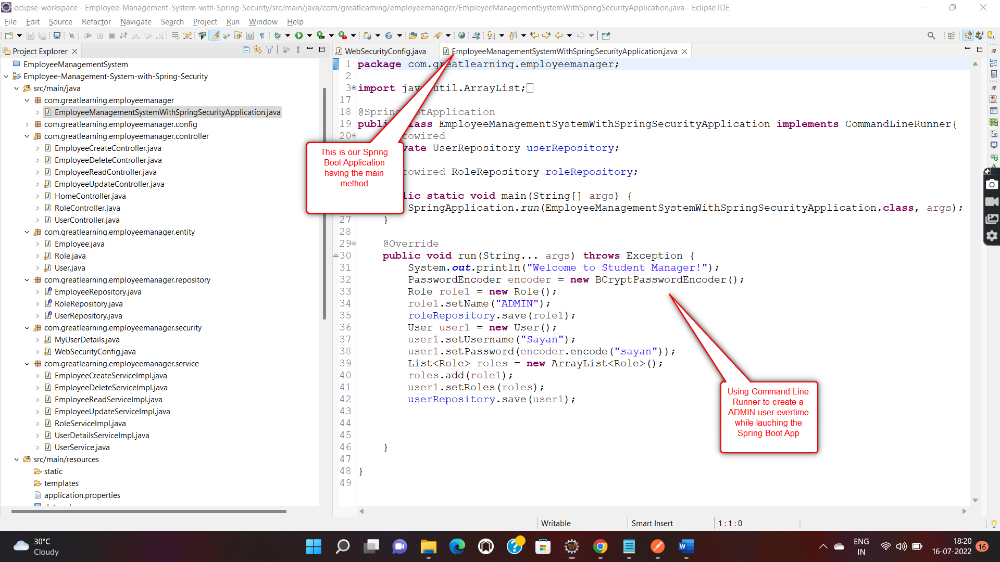 eclipse-workspace - Employee-Management-System-with-Spring-Security/src/main/java/com/greatlearning/employeemanager/EmployeeManagementSystemWithSpringSecurityApplication.java - Eclipse IDE
File Edit Source Refactor Navigate Search Project Run Window Help
Project Explorer
EmployeeManagementSystem
Employee-Management-System-with-Spring-Security
src/main/java
com.greatlearning.employeemanager
EmployeeManagementSystemWithSpringSecurityApplication.java
com.greatlearning.employeemanager.config
com.greatlearning.employeemanager.controller
EmployeeCreateController.java
EmployeeDeleteController.java
EmployeeReadController.java
EmployeeUpdateController.java
HomeController.java
RoleController.java
UserController.java
com.greatlearning.employeemanager.entity
Employee.java
Role.java
User.java
com.greatlearning.employeemanager.repository
EmployeeRepository.java
RoleRepository.java
UserRepository.java
com.greatlearning.employeemanager.security
MyUserDetails.java
WebSecurityConfig.java
com.greatlearning.employeemanager.service
EmployeeCreateServiceImpl.java
EmployeeDeleteServiceImpl.java
EmployeeReadServiceImpl.java
EmployeeUpdateServiceImpl.java
RoleServiceImpl.java
UserDetailsServiceImpl.java
UserService.java
src/main/resources
static
templates
application.properties
WebSecurityConfig.java EmployeeManagementSystemWithSpringSecurityApplication.java
1 package com.greatlearning.employeemanager;
2
3 import java.util.ArrayList;
17
18 @SpringBootApplication
19 public class EmployeeManagementSystemWithSpringSecurityApplication implements CommandLineRunner{
20 towired
vate UserRepository userRepository;
towired RoleRepository roleRepository;
lic static void main(String[] args) {
SpringApplication.run(EmployeeManagementSystemWithSpringSecurityApplication.class, args);
27 }
28
29 @Override
30 public void run(String... args) throws Exception {
31 System.out.println("Welcome to Student Manager!");
32 PasswordEncoder encoder = new BCryptPasswordEncoder();
33 Role role1 = new Role();
34 role1.setName("ADMIN");
35 roleRepository.save(role1);
36 User user1 = new User();
37 user1.setUsername("Sayan");
38 user1.setPassword(encoder.encode("sayan"));
39 List<Role> roles = new ArrayList<Role>();
40 roles.add(role1);
41 user1.setRoles(roles);
42 userRepository.save(user1);
43
44
45
46 }
47
48 }
49
This is our Spring
Boot Application
having the main
method
Using Command Line
Runner to create a
ADMIN user evertime
while lauching the
Spring Boot App
Writable Smart Insert 1 : 1 : 0
30°C
Cloudy
ENG
IN
18:20
16-07-2022
16